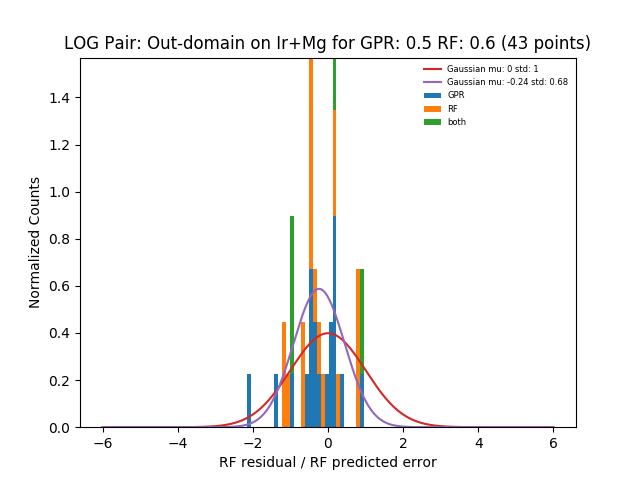 LOG Pair: Out-domain on Ir+Mg for GPR: 0.5 RF: 0.6 (43 points)
Gaussian mu: 0 std: 1
Gaussian mu: -0.24 std: 0.68
GPR
RF
both
Normalized Counts
1.4
1.2
1.0
0.8
0.6
0.4
0.2
0.0
−6 −4 −2 0 2 4 6
RF residual / RF predicted error